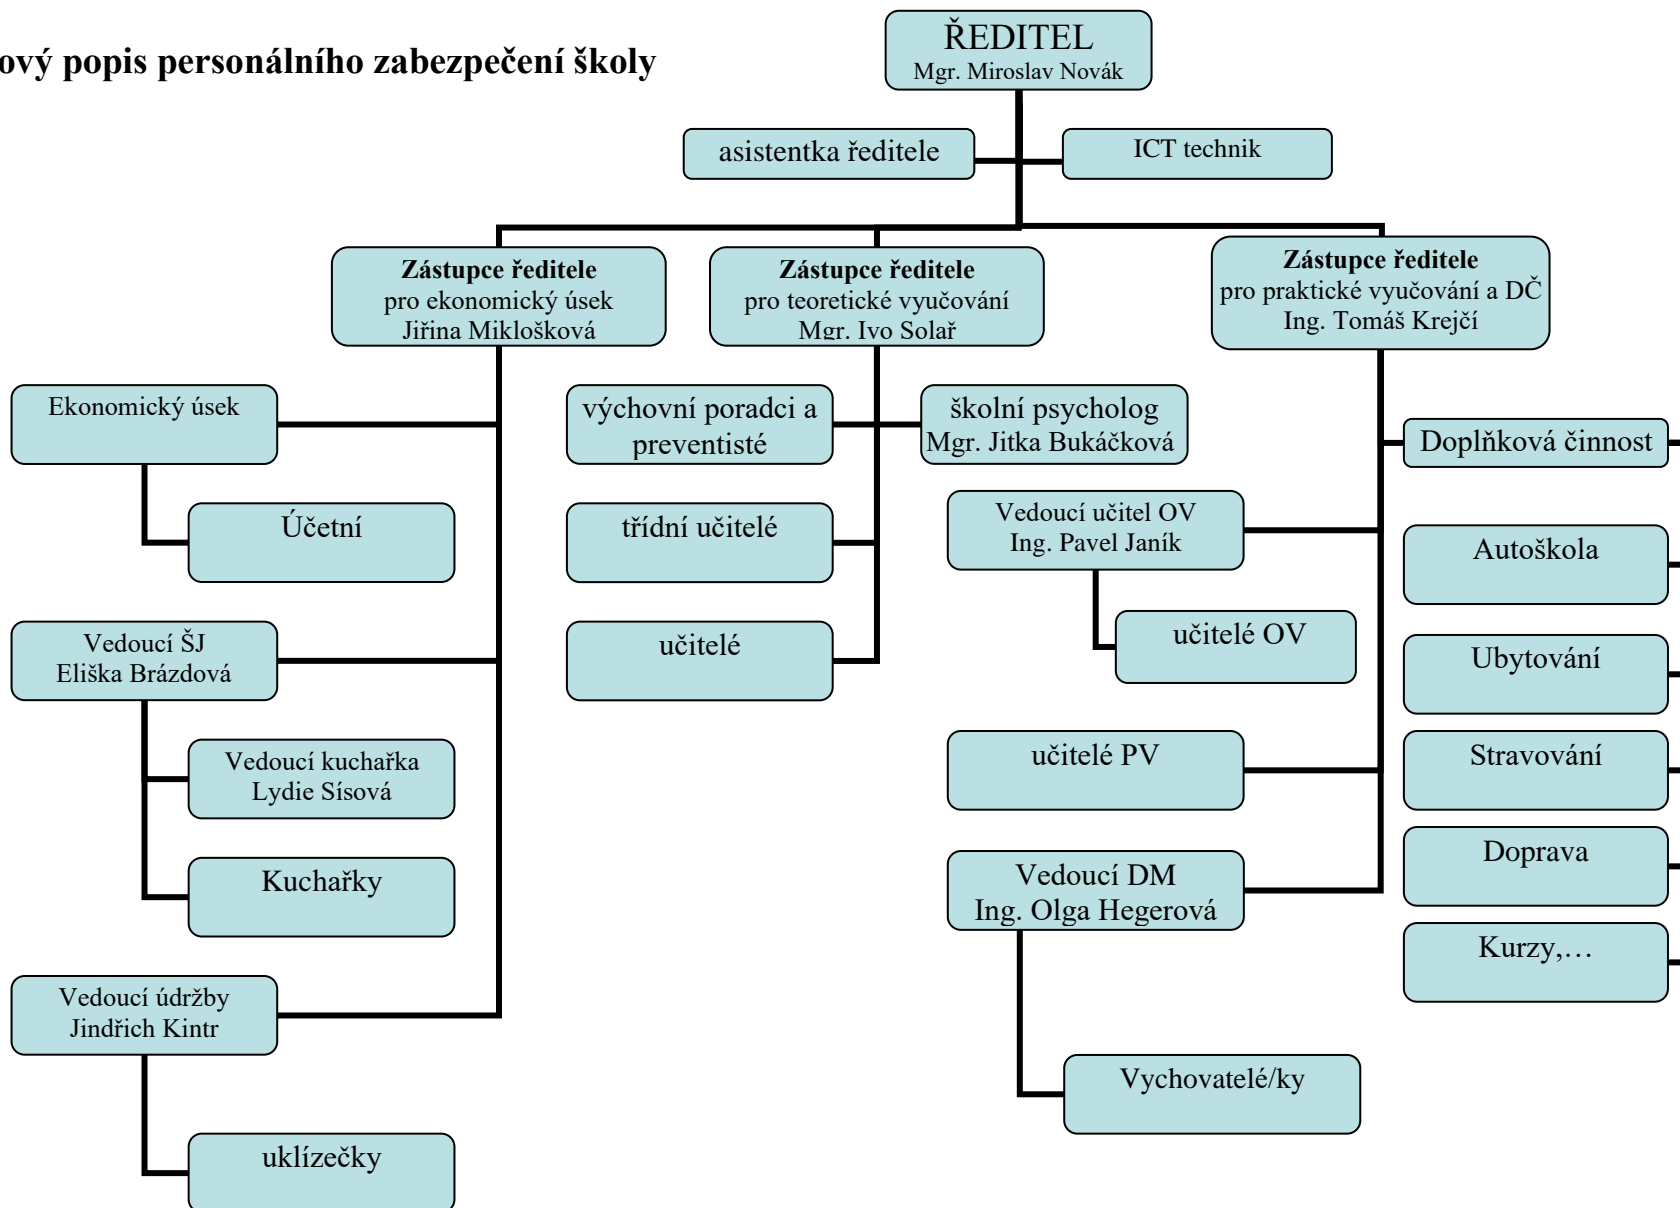 popis personálního zabezpečení školy
ŘEDITEL
Mgr. Miroslav Novák
asistentka ředitele
ICT technik
Zástupce ředitele
pro ekonomický úsek
Jiřina Miklošková
Zástupce ředitele
pro teoretické vyučování
Mgr. Ivo Solař
Zástupce ředitele
pro praktické vyučování a DČ
Ing. Tomáš Krejčí
Ekonomický úsek
Účetní
Vedoucí ŠJ
Eliška Brázdová
Vedoucí kuchařka
Lydie Sísová
Kuchařky
Vedoucí údržby
Jindřich Kintr
uklízečky
výchovní poradci a
preventisté
školní psycholog
Mgr. Jitka Bukáčková
třídní učitelé
učitelé
Vedoucí učitel OV
Ing. Pavel Janík
učitelé OV
učitelé PV
Vedoucí DM
Ing. Olga Hegerová
Vychovatelé/ky
Doplňková činnost
Autoškola
Ubytování
Stravování
Doprava
Kurzy,…